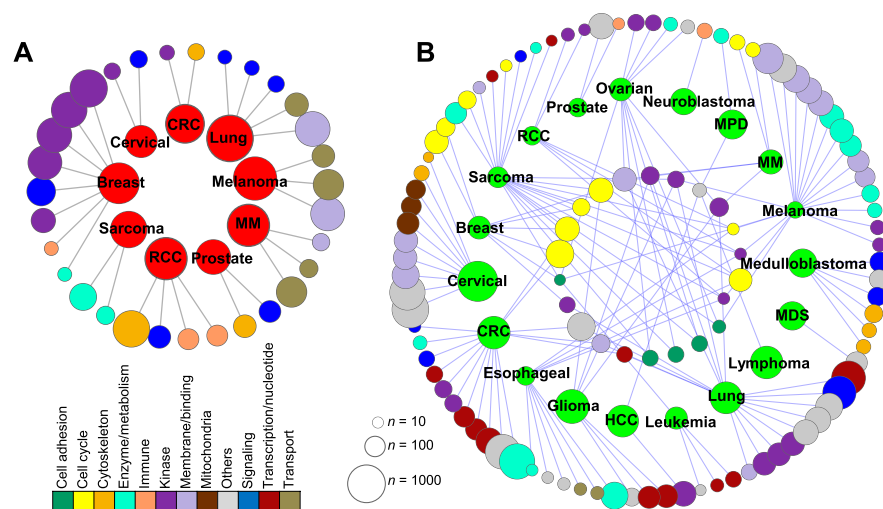 A
CRC
Cervical
Lung
Breast
Melanoma
Sarcoma
MM
RCC
Prostate
Cell adhesion
Cell cycle
Cytoskeleton
Enzyme/metabolism
Immune
Kinase
Membrane/binding
Mitochondria
Others
Signaling
Transcription/nucleotide
Transport
n = 10
n = 100
n = 1000
B
Ovarian
Prostate
Neuroblastoma
RCC
MPD
Sarcoma
MM
Breast
Melanoma
Cervical
Medulloblastoma
CRC
MDS
Esophageal
Lymphoma
Glioma
HCC
Leukemia
Lung